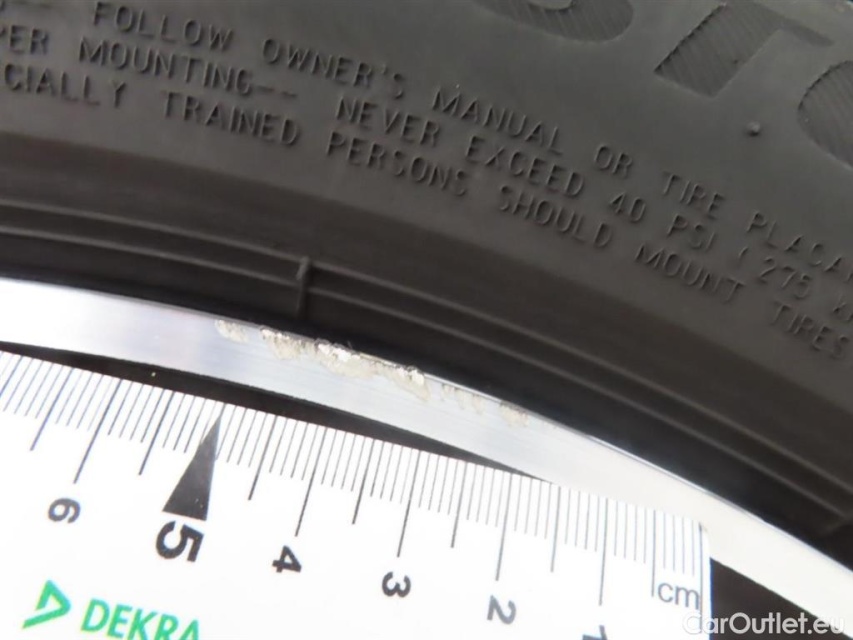 FOLLOW OWNER'S MANUAL OR TIRE PLACA
PER MOUNTING-- NEVER EXCEED 40 PSI / 275
CIALLY TRAINED PERSONS SHOULD MOUNT TIRES
6 5 4 3 2 1 cm
DEKRA
CarOutlet.eu